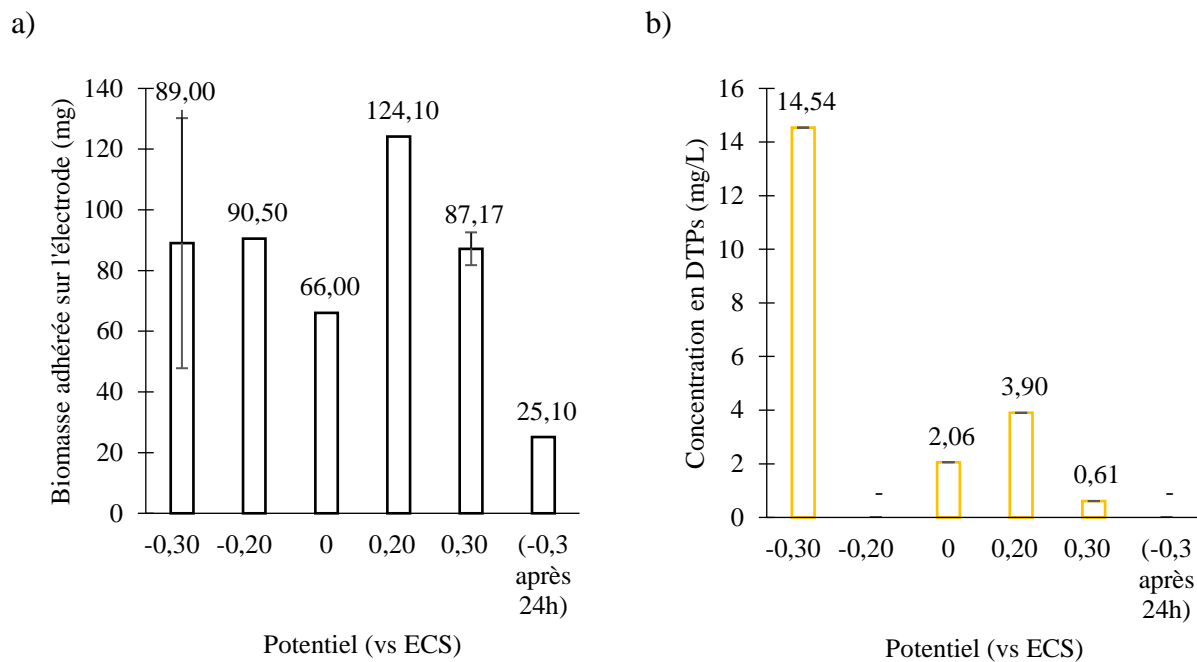 a)
Biomasse adhérée sur l'électrode (mg)
140
120
100
80
60
40
20
0
89,00
90,50
66,00
124,10
87,17
25,10
-0,30 -0,20 0 0,20 0,30 (-0,3
après
24h)
Potentiel (vs ECS)
b)
Concentration en DTPs (mg/L)
16
14
12
10
8
6
4
2
0
14,54
-
2,06
3,90
0,61
-
-0,30 -0,20 0 0,20 0,30 (-0,3
après
24h)
Potentiel (vs ECS)